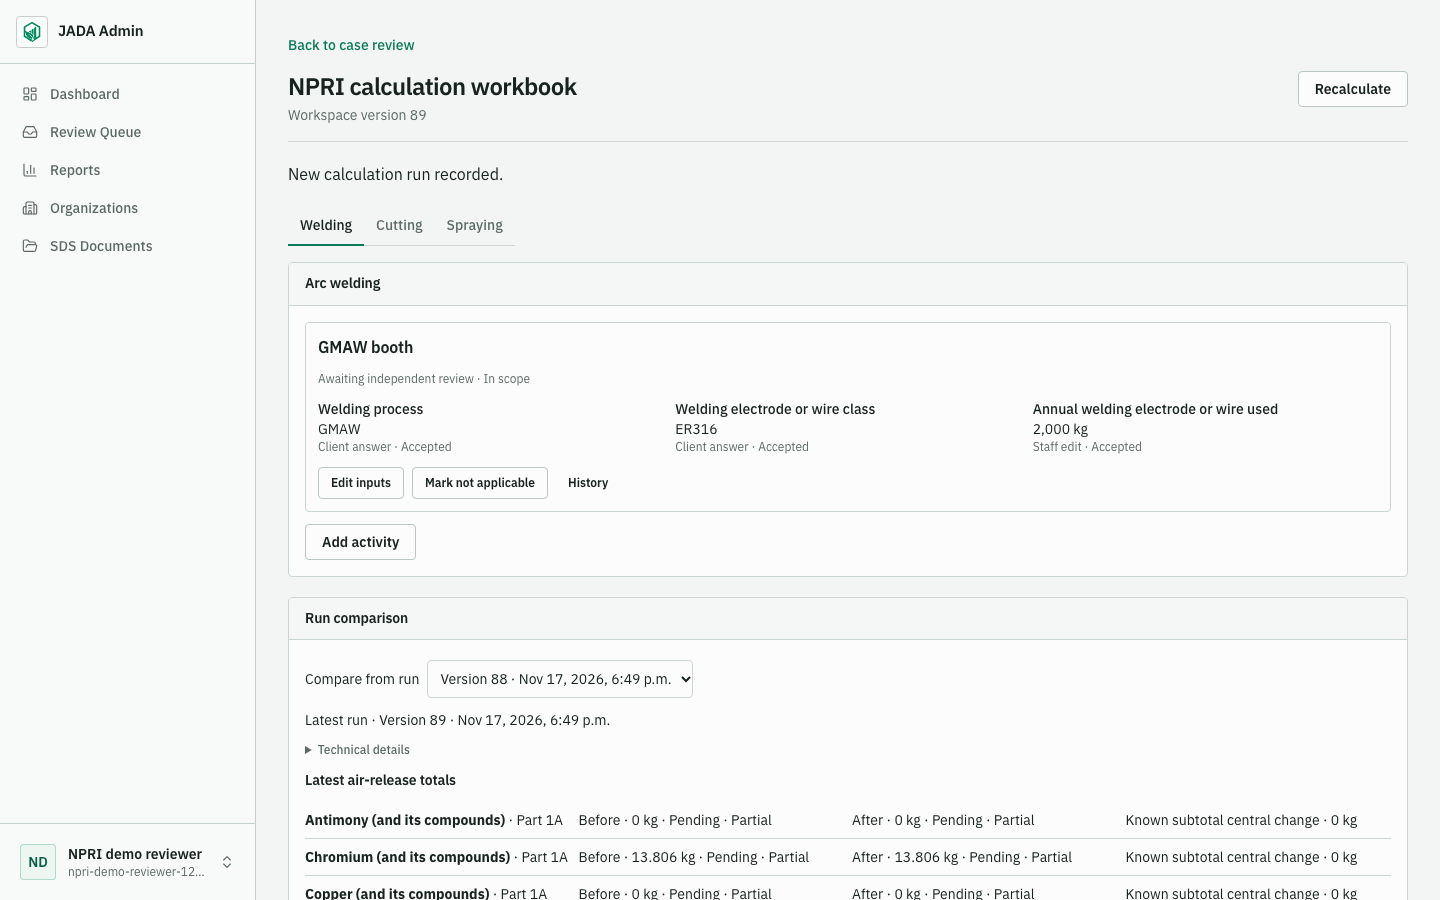 JADA Admin
Dashboard
Review Queue
Reports
Organizations
SDS Documents
ND
NPRI demo reviewer
npri-demo-reviewer-12...
Back to case review
NPRI calculation workbook
Workspace version 89
Recalculate
New calculation run recorded.
Welding Cutting Spraying
Arc welding
GMAW booth
Awaiting independent review · In scope
Welding process
GMAW
Client answer · Accepted
Welding electrode or wire class
ER316
Client answer · Accepted
Annual welding electrode or wire used
2,000 kg
Staff edit · Accepted
Edit inputs Mark not applicable History
Add activity
Run comparison
Compare from run Version 88 · Nov 17, 2026, 6:49 p.m.
Latest run · Version 89 · Nov 17, 2026, 6:49 p.m.
Technical details
Latest air-release totals
Antimony (and its compounds) · Part 1A Before · 0 kg · Pending · Partial After · 0 kg · Pending · Partial Known subtotal central change · 0 kg
Chromium (and its compounds) · Part 1A Before · 13.806 kg · Pending · Partial After · 13.806 kg · Pending · Partial Known subtotal central change · 0 kg
Copper (and its compounds) · Part 1A Before · 0 kg · Pending · Partial After · 0 kg · Pending · Partial Known subtotal central change · 0 kg